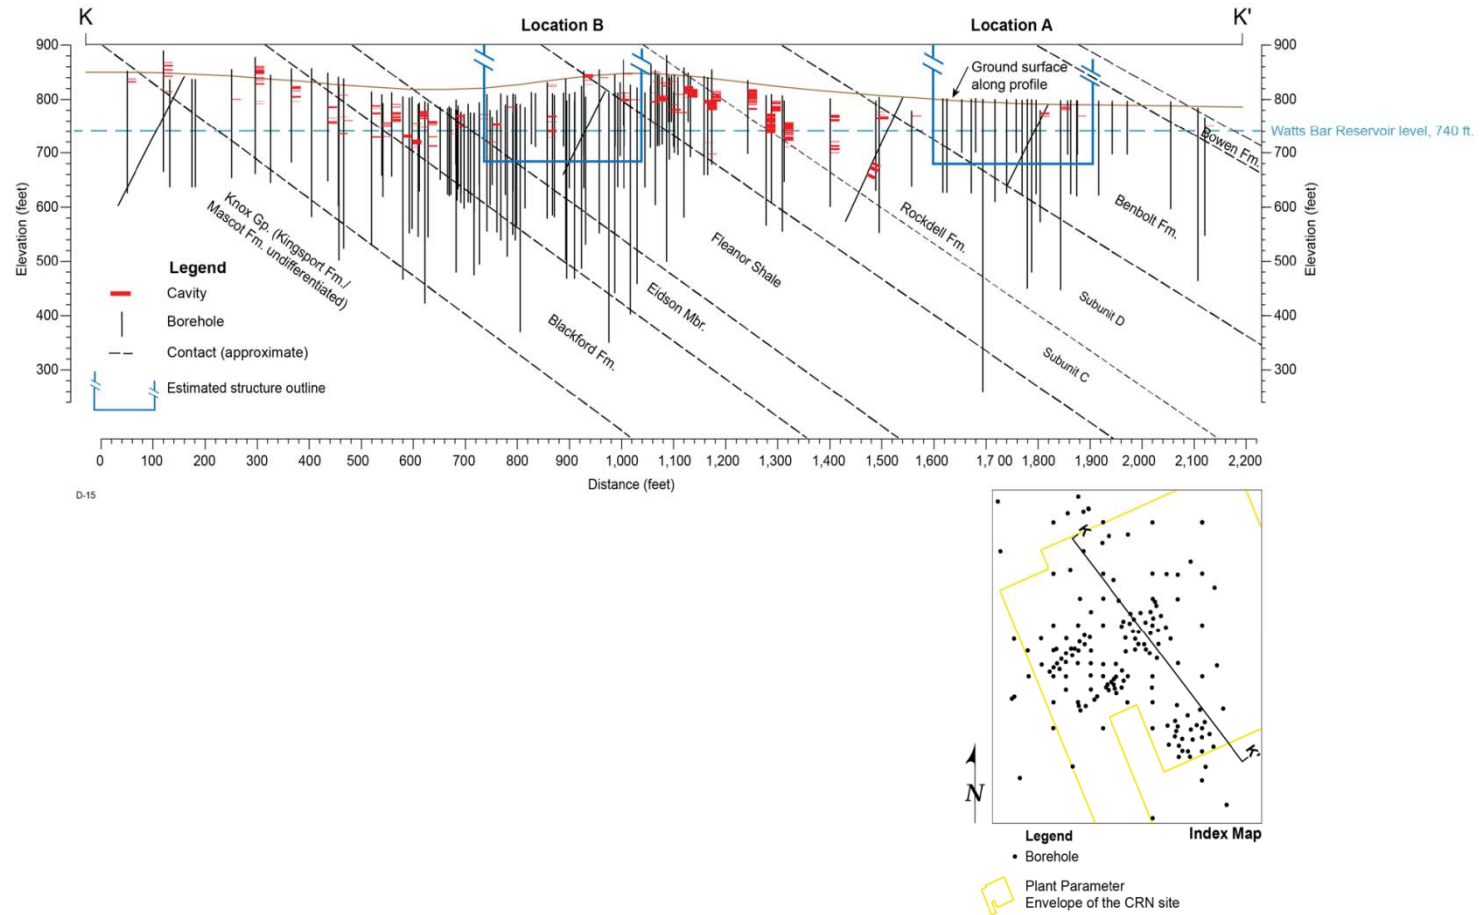 K
Location B
Location A
K'
900
800
700
600
500
400
300
Elevation (feet)
900
800
700
600
500
400
300
Elevation (feet)
Ground surface
along profile
Watts Bar Reservoir level, 740 ft.
Bowen Fm.
Benbolt Fm.
Rockdell Fm.
Subunit D
Subunit C
Fleanor Shale
Eidson Mbr.
Blackford Fm.
Knox Gp. (Kingsport Fm./
Mascot Fm. undifferentiated)
Legend
Cavity
Borehole
Contact (approximate)
Estimated structure outline
0 100 200 300 400 500 600 700 800 900 1,000 1,100 1,200 1,300 1,400 1,500 1,600 1,7 00 1,800 1,900 2,000 2,100 2,200
Distance (feet)
D-15
K
K'
N
Legend
Index Map
Borehole
Plant Parameter
Envelope of the CRN site